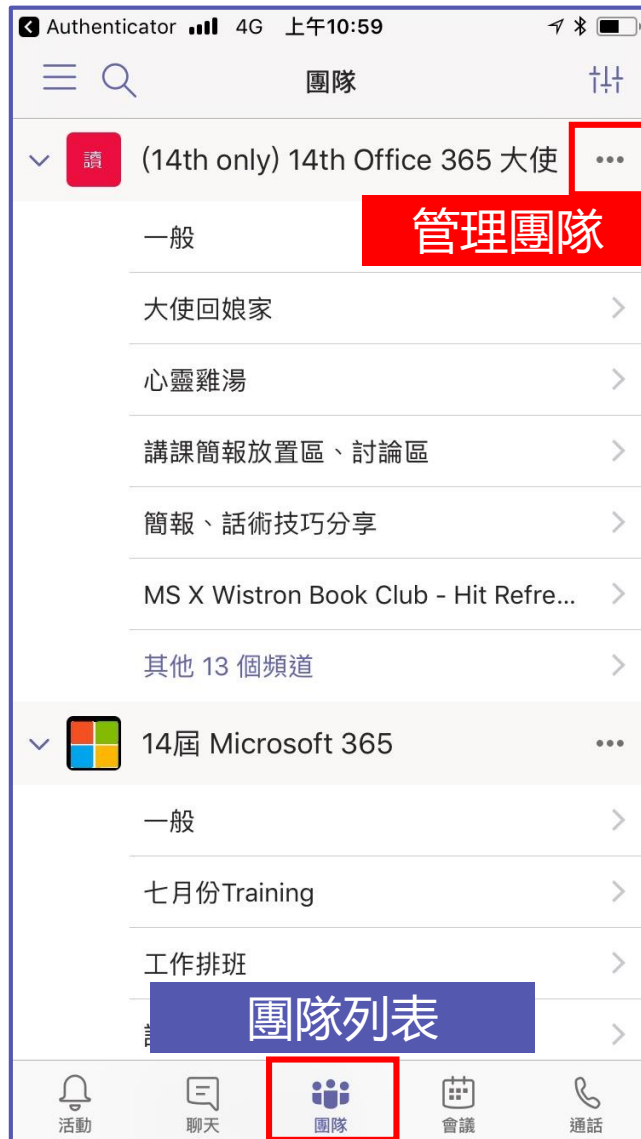 Authenticator 4G 上午10:59
團隊
讀 (14th only) 14th Office 365 大使
管理團隊
一般
大使回娘家
心靈雞湯
講課簡報放置區、討論區
簡報、話術技巧分享
MS X Wistron Book Club - Hit Refre...
其他 13 個頻道
14屆 Microsoft 365
一般
七月份Training
工作排班
團隊列表
活動 聊天 團隊 會議 通話